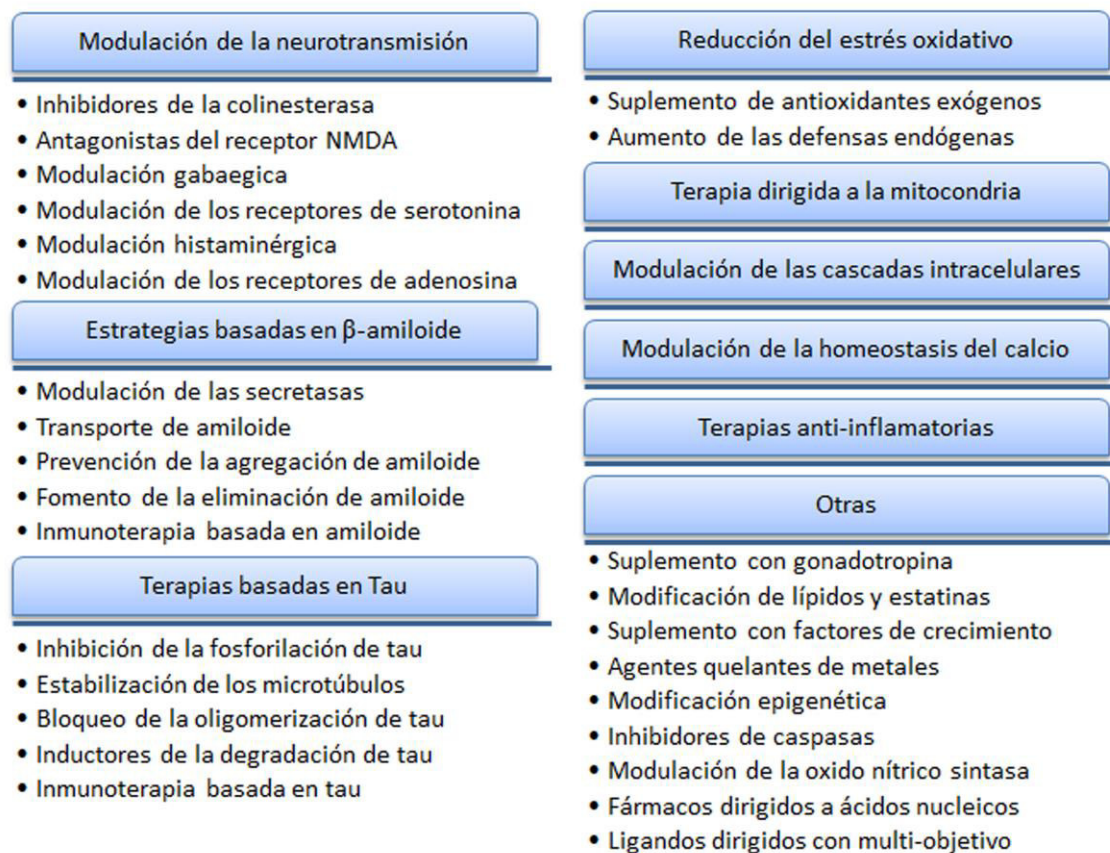 Modulación de la neurotransmisión
• Inhibidores de la colinesterasa
• Antagonistas del receptor NMDA
• Modulación gabaegica
• Modulación de los receptores de serotonina
• Modulación histaminérgica
• Modulación de los receptores de adenosina
Estrategias basadas en β-amiloide
• Modulación de las secretasas
• Transporte de amiloide
• Prevención de la agregación de amiloide
• Fomento de la eliminación de amiloide
• Inmunoterapia basada en amiloide
Terapias basadas en Tau
• Inhibición de la fosforilación de tau
• Estabilización de los microtúbulos
• Bloqueo de la oligomerización de tau
• Inductores de la degradación de tau
• Inmunoterapia basada en tau
Reducción del estrés oxidativo
• Suplemento de antioxidantes exógenos
• Aumento de las defensas endógenas
Terapia dirigida a la mitocondria
Modulación de las cascadas intracelulares
Modulación de la homeostasis del calcio
Terapias anti-inflamatorias
Otras
• Suplemento con gonadotropina
• Modificación de lípidos y estatinas
• Suplemento con factores de crecimiento
• Agentes quelantes de metales
• Modificación epigenética
• Inhibidores de caspasas
• Modulación de la oxido nítrico sintasa
• Fármacos dirigidos a ácidos nucleicos
• Ligandos dirigidos con multi-objetivo